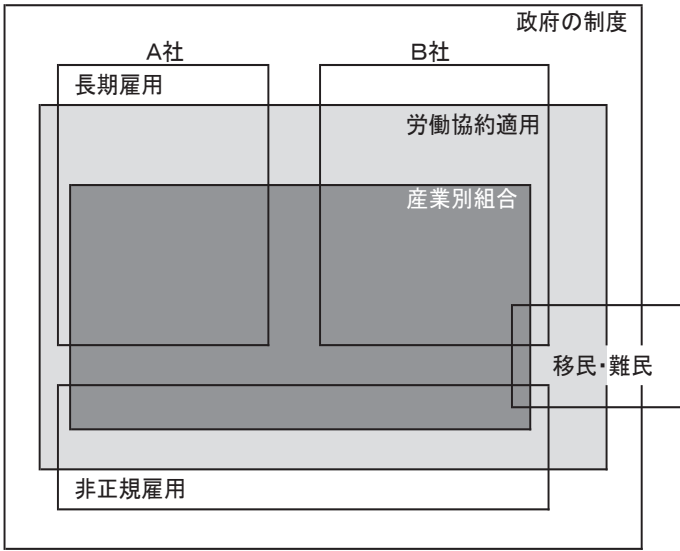 政府の制度
A社
B社
長期雇用
労働協約適用
産業別組合
移民・難民
非正規雇用